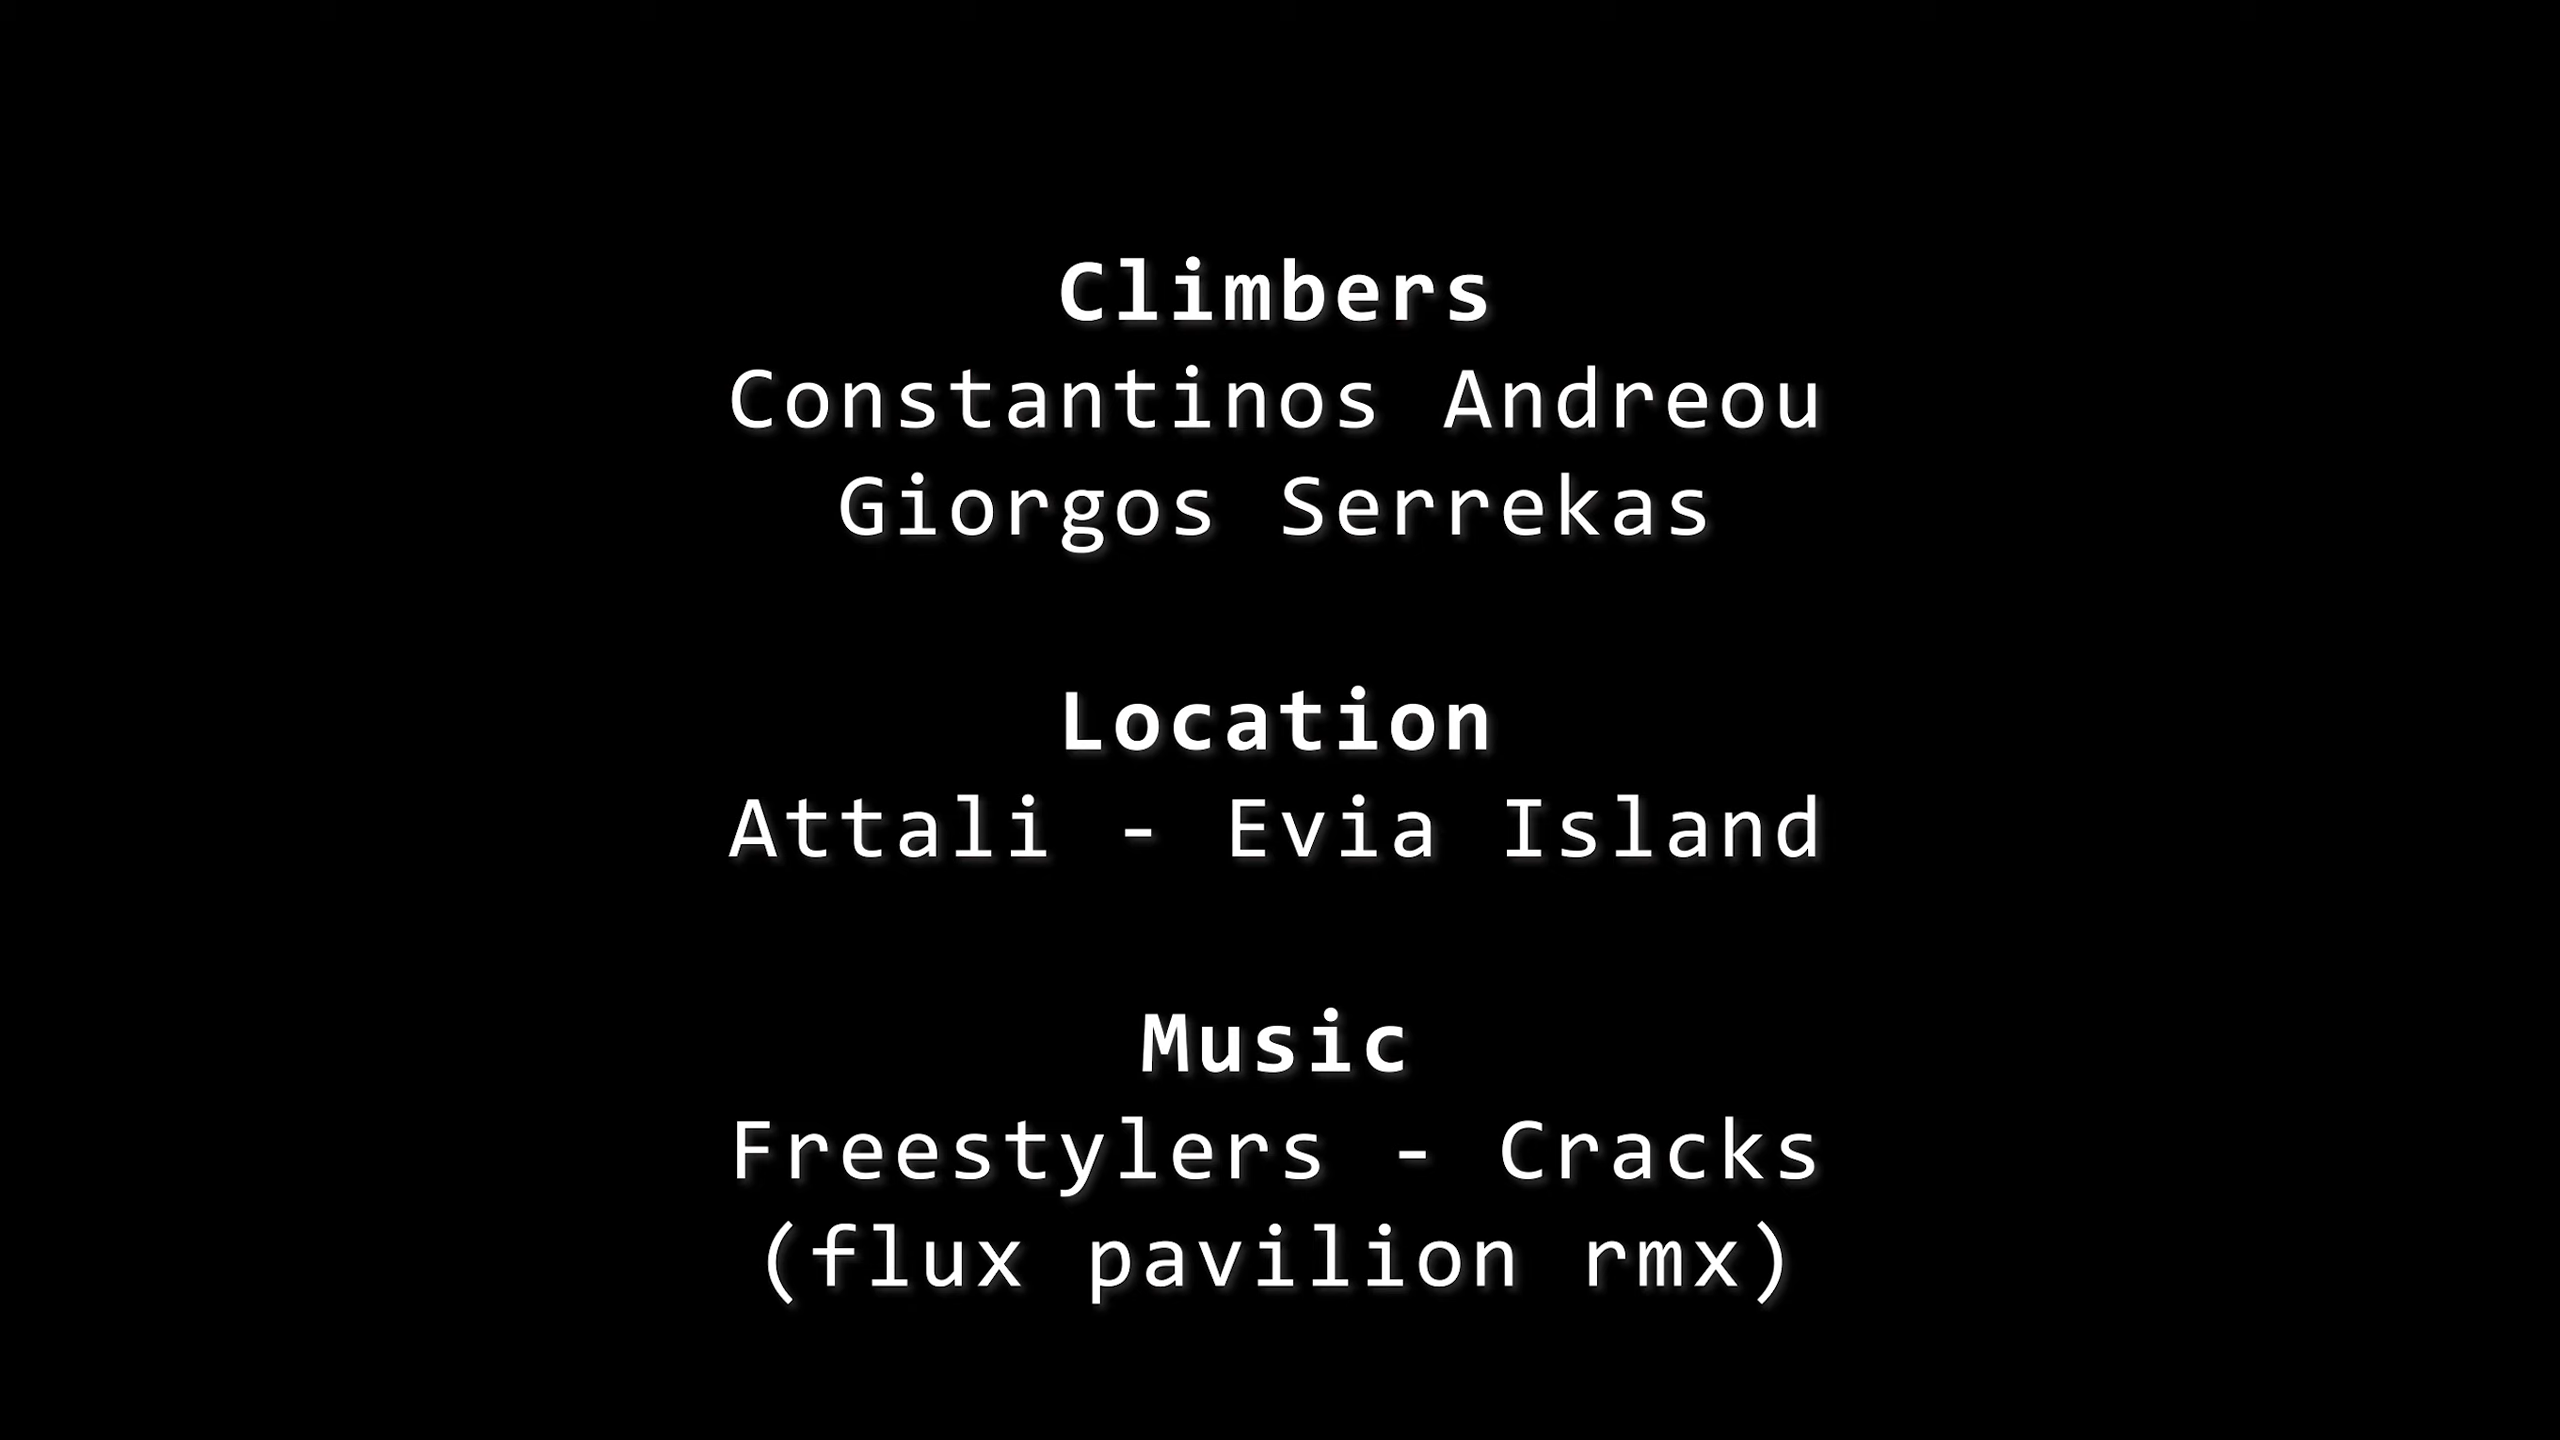 Climbers
Constantinos Andreou
Giorgos Serrekas
Location
Attali - Evia Island
Music
Freestylers - Cracks
(flux pavilion rmx)